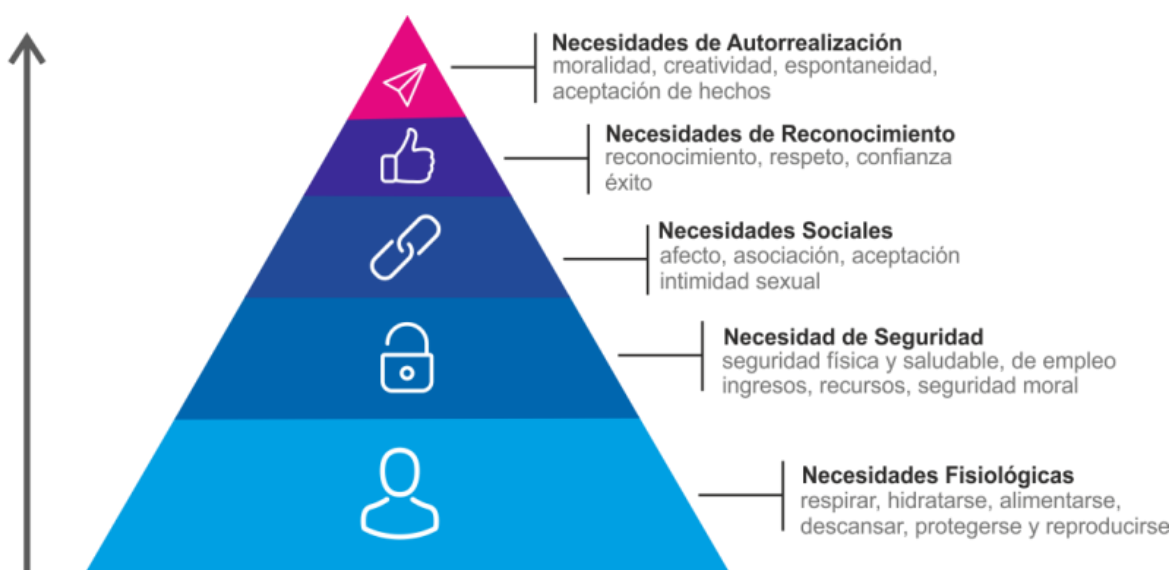 Necesidades de Autorrealización
moralidad, creatividad, espontaneidad,
aceptación de hechos
Necesidades de Reconocimiento
reconocimiento, respeto, confianza
éxito
Necesidades Sociales
afecto, asociación, aceptación
intimidad sexual
Necesidad de Seguridad
seguridad física y saludable, de empleo
ingresos, recursos, seguridad moral
Necesidades Fisiológicas
respirar, hidratarse, alimentarse,
descansar, protegerse y reproducirse